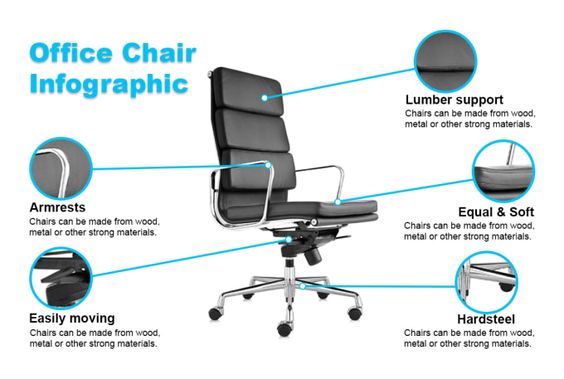 Office Chair
Infographic
Lumber support
Chairs can be made from wood,
metal or other strong materials.
Armrests
Chairs can be made from wood,
metal or other strong materials.
Equal & Soft
Chairs can be made from wood,
metal or other strong materials.
Easily moving
Chairs can be made from wood,
metal or other strong materials.
Hardsteel
Chairs can be made from wood,
metal or other strong materials.